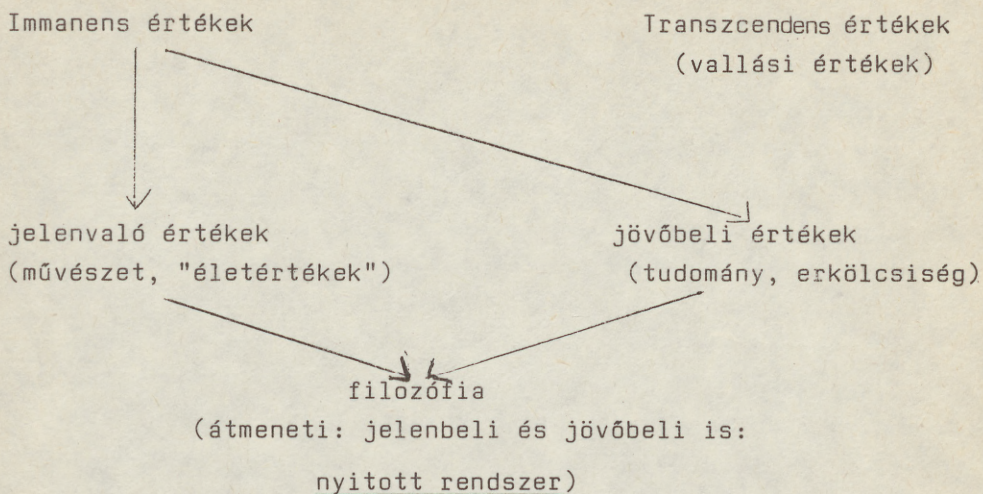 Immanens értékek Transzcendens értékek
(vallási értékek)
jelenvaló értékek jövőbeli értékek
(művészet, "életértékek") (tudomány, erkölcsiség)
filozófia
(átmeneti: jelenbeli és jövőbeli is:
nyitott rendszer)